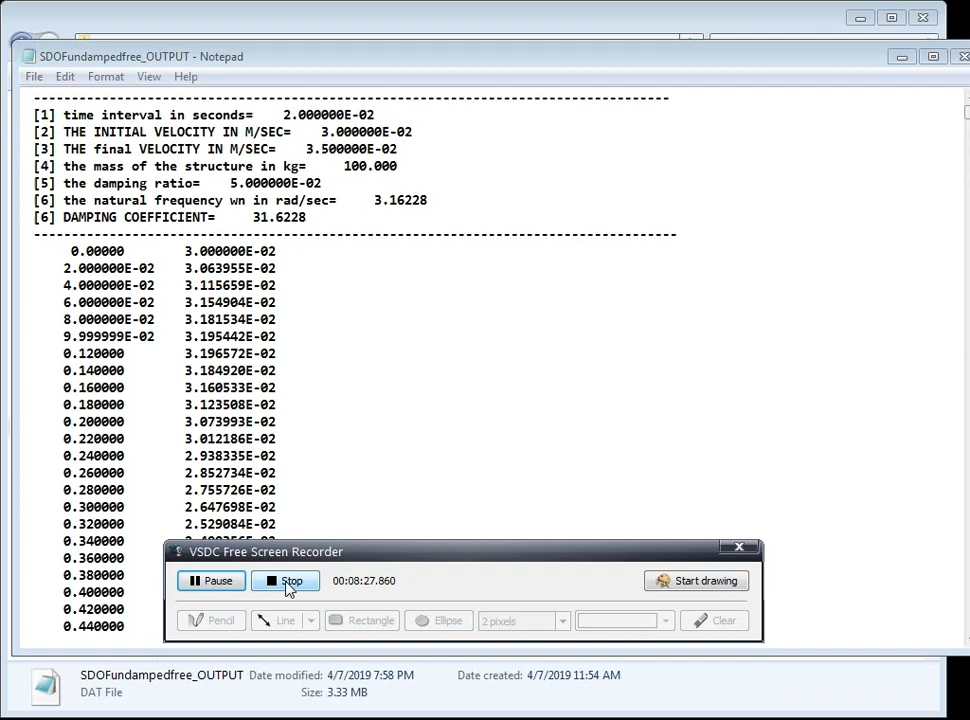 SDOFundampedfree_OUTPUT - Notepad
File Edit Format View Help
--------------------------------------------------------------------------------
[1] time interval in seconds= 2.000000E-02
[2] THE INITIAL VELOCITY IN M/SEC= 3.000000E-02
[3] THE final VELOCITY IN M/SEC= 3.500000E-02
[4] the mass of the structure in kg= 100.000
[5] the damping ratio= 5.000000E-02
[6] the natural frequency wn in rad/sec= 3.16228
[6] DAMPING COEFFICIENT= 31.6228
--------------------------------------------------------------------------------
0.00000 3.000000E-02
2.000000E-02 3.063955E-02
4.000000E-02 3.115659E-02
6.000000E-02 3.154904E-02
8.000000E-02 3.181534E-02
9.999999E-02 3.195442E-02
0.120000 3.196572E-02
0.140000 3.184920E-02
0.160000 3.160533E-02
0.180000 3.123508E-02
0.200000 3.073993E-02
0.220000 3.012186E-02
0.240000 2.938335E-02
0.260000 2.852734E-02
0.280000 2.755726E-02
0.300000 2.647698E-02
0.320000 2.529084E-02
0.340000
0.360000
0.380000
0.400000
0.420000
0.440000
VSDC Free Screen Recorder
Pause Stop 00:08:27.860 Start drawing
Pencil Line Rectangle Ellipse 2 pixels Clear
SDOFundampedfree_OUTPUT Date modified: 4/7/2019 7:58 PM Date created: 4/7/2019 11:54 AM
DAT File Size: 3.33 MB